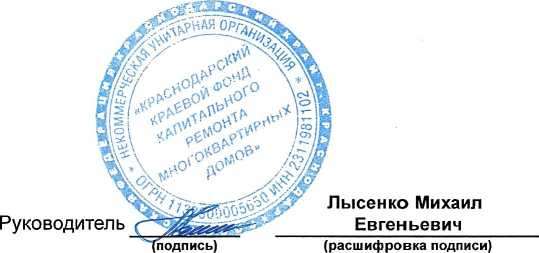 НЕКОММЕРЧЕСКАЯ УНИТАРНАЯ ОРГАНИЗАЦИЯ
«КРАСНОДАРСКИЙ
КРАЕВОЙ ФОНД
КАПИТАЛЬНОГО
РЕМОНТА
МНОГОКВАРТИРНЫХ
ДОМОВ»
ОГРН ИНН 2311981102
Лысенко Михаил
Руководитель Евгеньевич
(подпись) (расшифровка подписи)